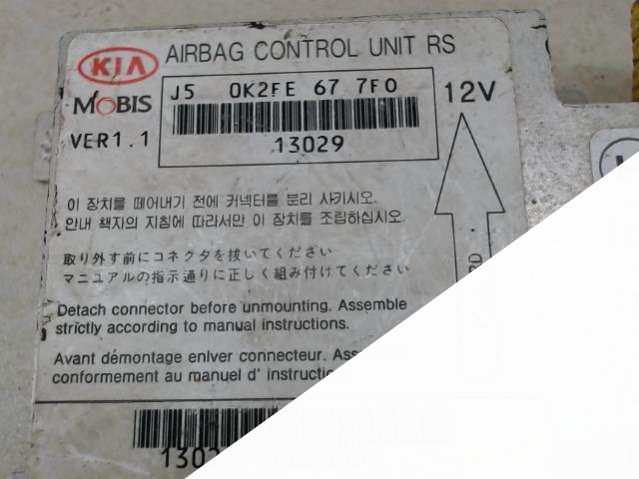 KIA
AIRBAG CONTROL UNIT RS
MOBIS
J5 0K2FE 67 7F0
12V
VER1.1
13029
이 장치를 떼어내기 전에 커넥터를 분리 시키시오.
안내 책자의 지침에 따라서만 이 장치를 조립하십시오.
取り外す前にコネクタを抜いてください
マニュアルの指示通りに正しく組み付けてください
Detach connector before unmounting. Assemble
strictly according to manual instructions.
Avant démontage enlver connecteur.
conformement au manuel d'